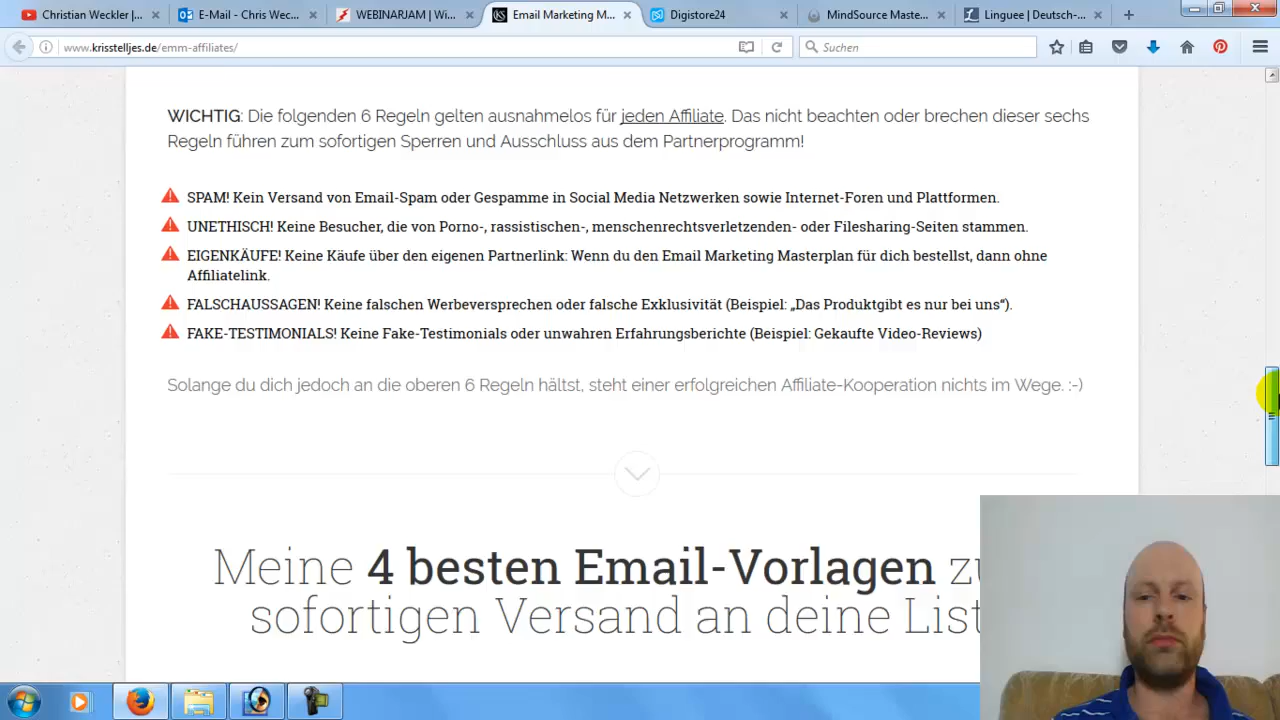 Christian Weckler |...
E-Mail - Chris Wec...
WEBINARJAM | Wi...
Email Marketing M...
Digistore24
MindSource Maste...
Linguee | Deutsch-...
www.krisstelljes.de/emm-affiliates/
Suchen
WICHTIG: Die folgenden 6 Regeln gelten ausnahmelos für jeden Affiliate. Das nicht beachten oder brechen dieser sechs
Regeln führen zum sofortigen Sperren und Ausschluss aus dem Partnerprogramm!
SPAM! Kein Versand von Email-Spam oder Gespamme in Social Media Netzwerken sowie Internet-Foren und Plattformen.
UNETHISCH! Keine Besucher, die von Porno-, rassistischen-, menschenrechtsverletzenden- oder Filesharing-Seiten stammen.
EIGENKÄUFE! Keine Käufe über den eigenen Partnerlink: Wenn du den Email Marketing Masterplan für dich bestellst, dann ohne
Affiliatelink.
FALSCHAUSSAGEN! Keine falschen Werbeversprechen oder falsche Exklusivität (Beispiel: „Das Produktgibt es nur bei uns“).
FAKE-TESTIMONIALS! Keine Fake-Testimonials oder unwahren Erfahrungsberichte (Beispiel: Gekaufte Video-Reviews)
Solange du dich jedoch an die oberen 6 Regeln hältst, steht einer erfolgreichen Affiliate-Kooperation nichts im Wege. :-)
Meine 4 besten Email-Vorlagen zu
sofortigen Versand an deine List